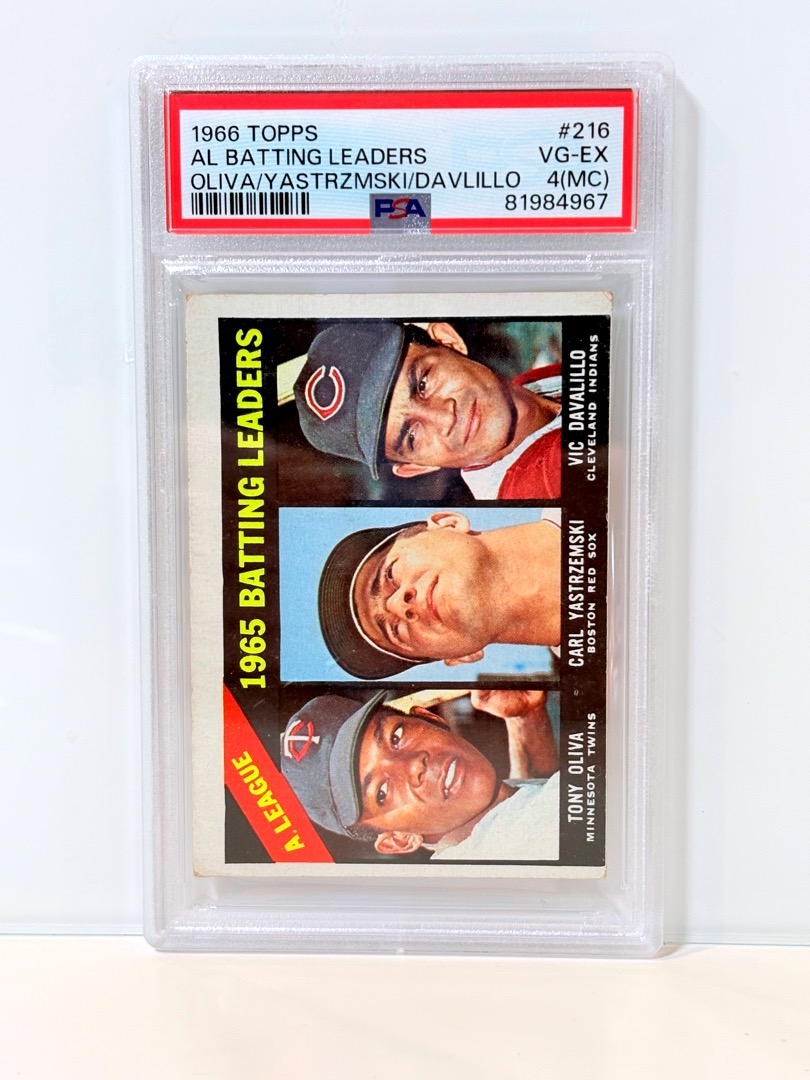 1966 TOPPS #216
AL BATTING LEADERS VG-EX
OLIVA/YASTRZMSKI/DAVLILLO 4(MC)
PSA 81984967
A. LEAGUE
1965 BATTING LEADERS
C
T C
TONY OLIVA
MINNESOTA TWINS
CARL YASTRZEMSKI
BOSTON RED SOX
VIC DAVALILLO
CLEVELAND INDIANS